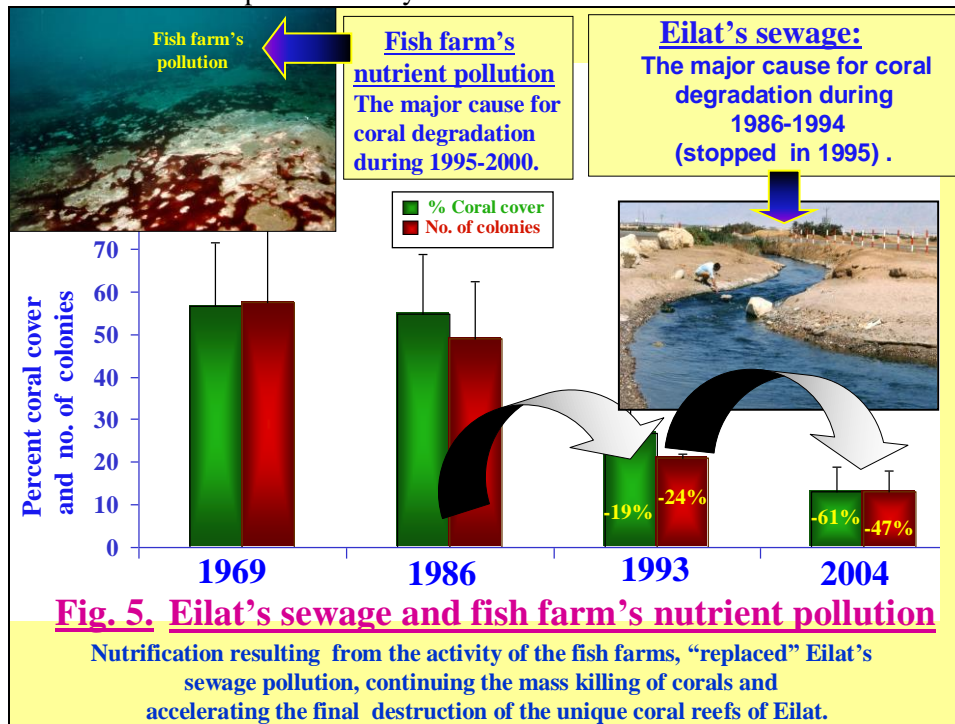 Fish farm's
pollution
Fish farm's
nutrient pollution
The major cause for
coral degradation
during 1995-2000.
Eilat's sewage:
The major cause for coral
degradation during
1986-1994
(stopped in 1995) .
% Coral cover
No. of colonies
Percent coral cover
and no. of colonies
70
60
50
40
30
20
10
0
-19%
-24%
-61%
-47%
1969
1986
1993
2004
Fig. 5. Eilat's sewage and fish farm's nutrient pollution
Nutrification resulting from the activity of the fish farms, "replaced" Eilat's
sewage pollution, continuing the mass killing of corals and
accelerating the final destruction of the unique coral reefs of Eilat.